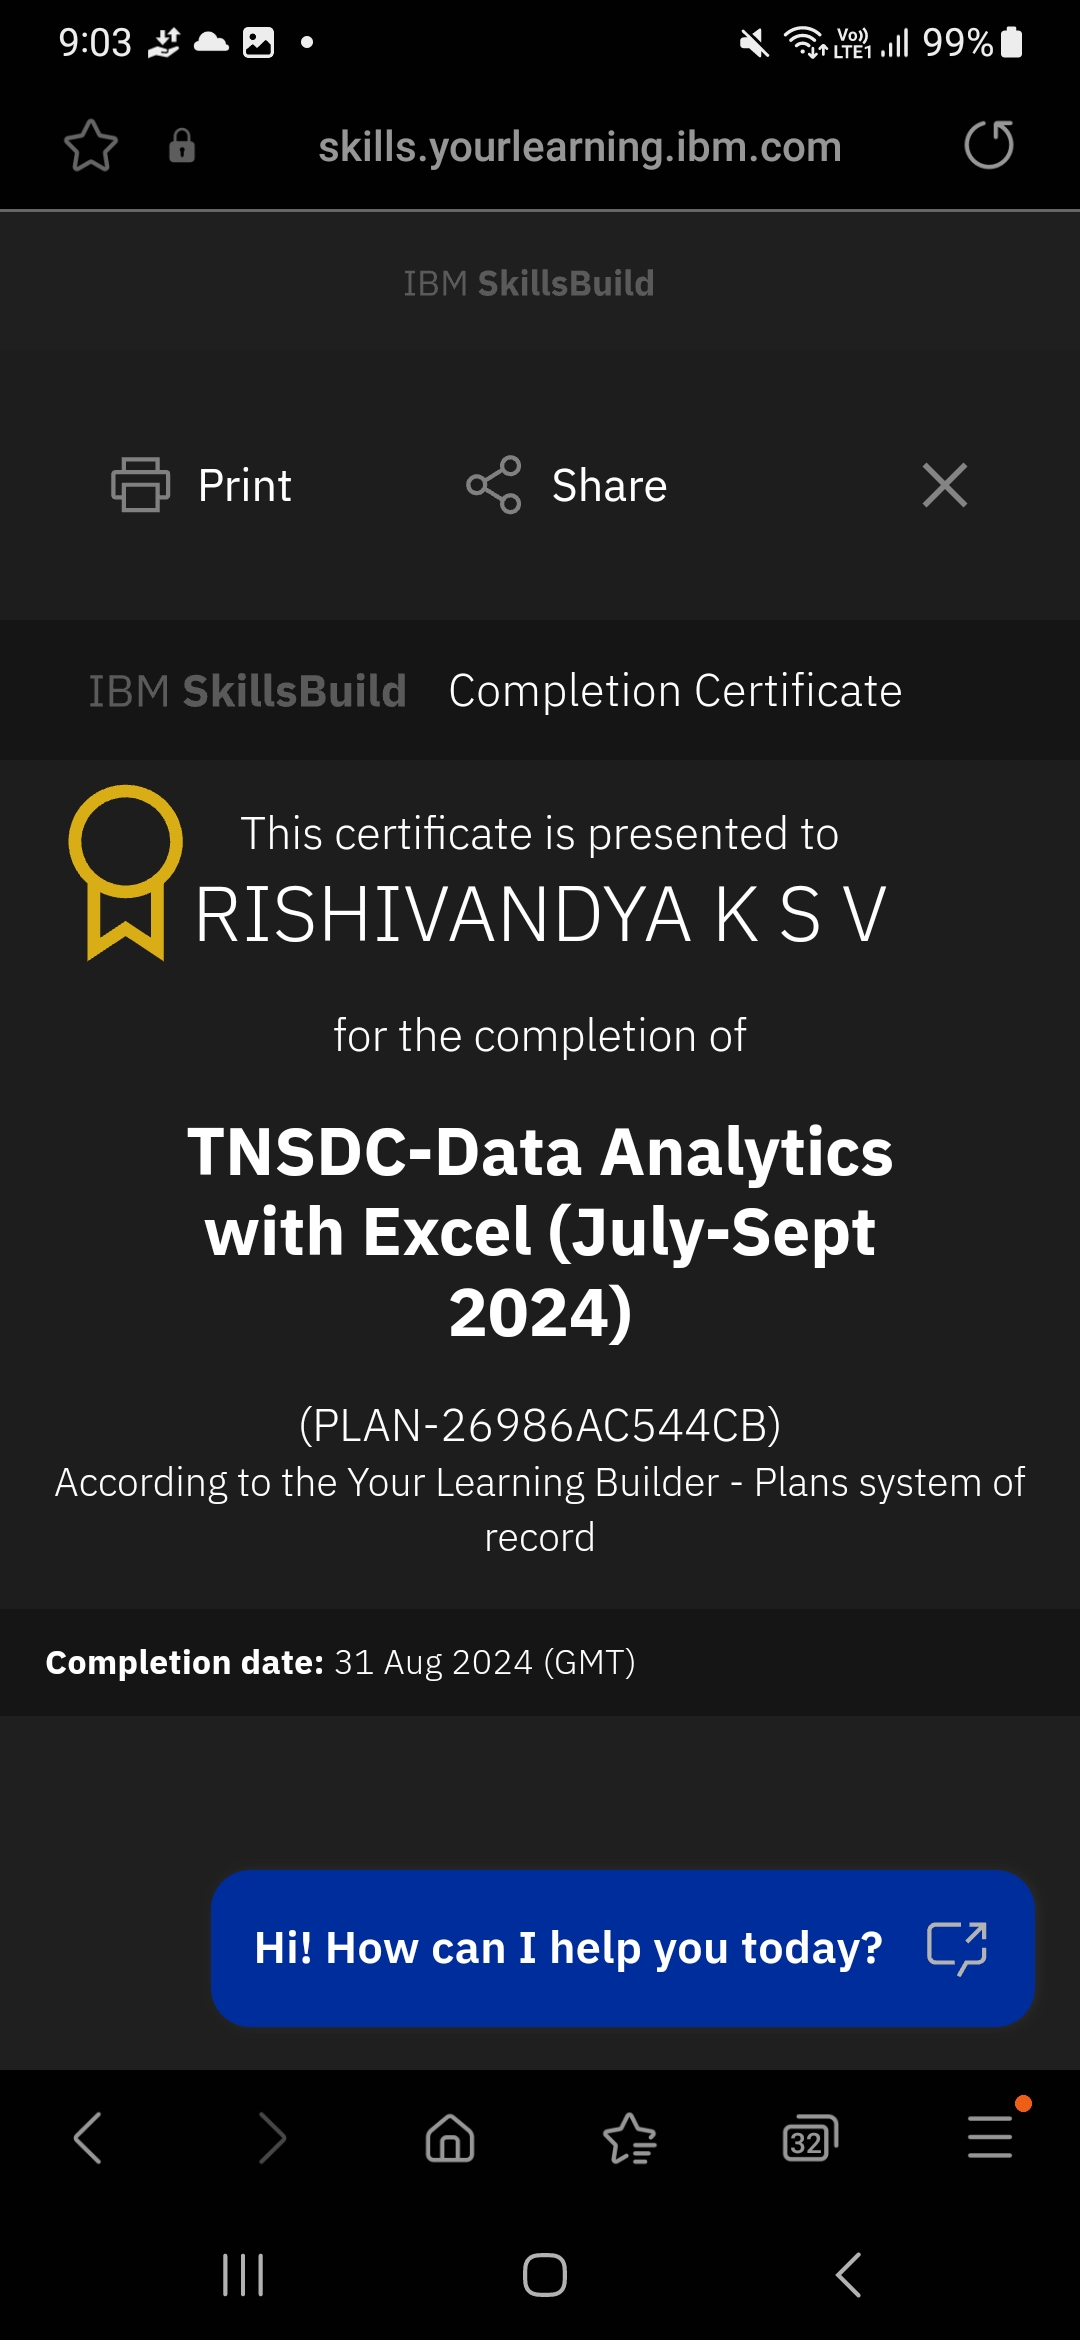 9:03 Vo)) LTE1 99%
skills.yourlearning.ibm.com
IBM SkillsBuild
Print Share
IBM SkillsBuild Completion Certificate
This certificate is presented to
RISHIVANDYA K S V
for the completion of
TNSDC-Data Analytics
with Excel (July-Sept
2024)
(PLAN-26986AC544CB)
According to the Your Learning Builder - Plans system of
record
Completion date: 31 Aug 2024 (GMT)
Hi! How can I help you today?
32